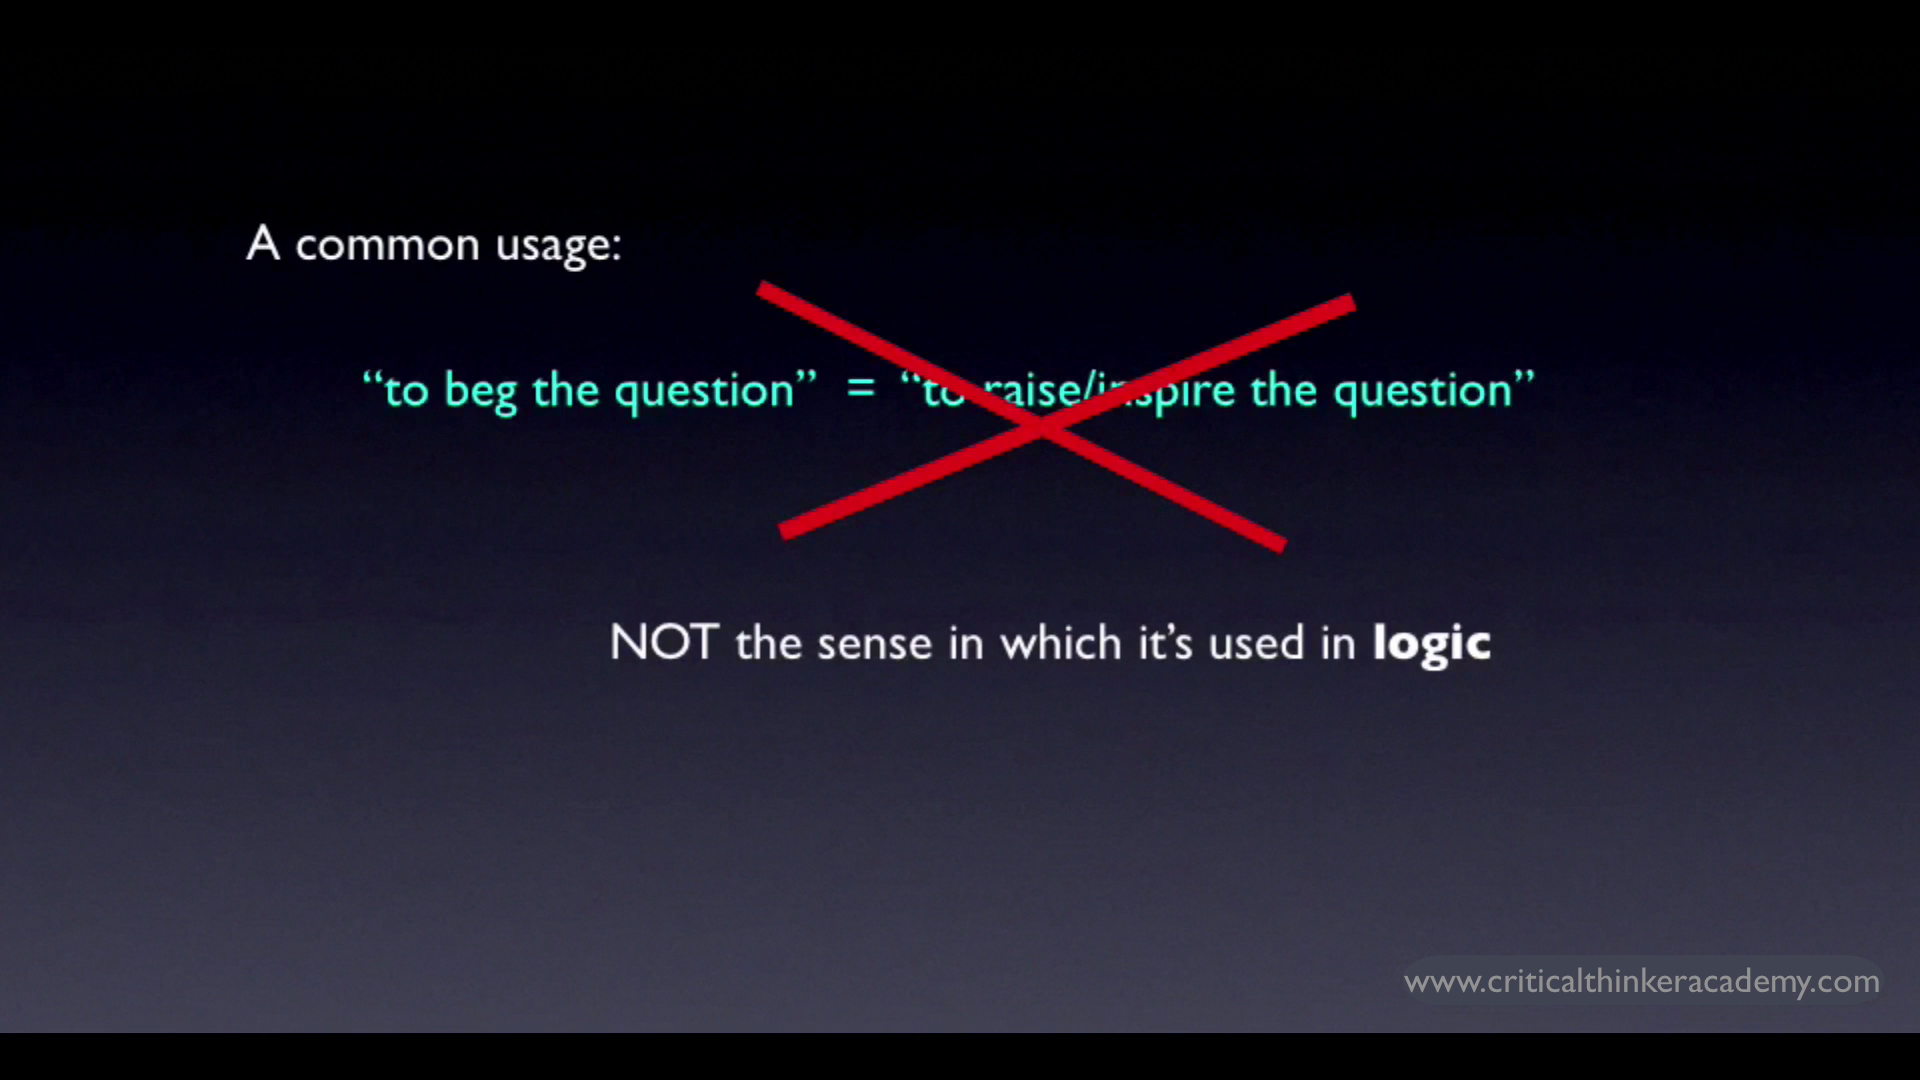 A common usage:
“to beg the question” = “to raise/inspire the question”
NOT the sense in which it’s used in logic
www.criticalthinkeracademy.com